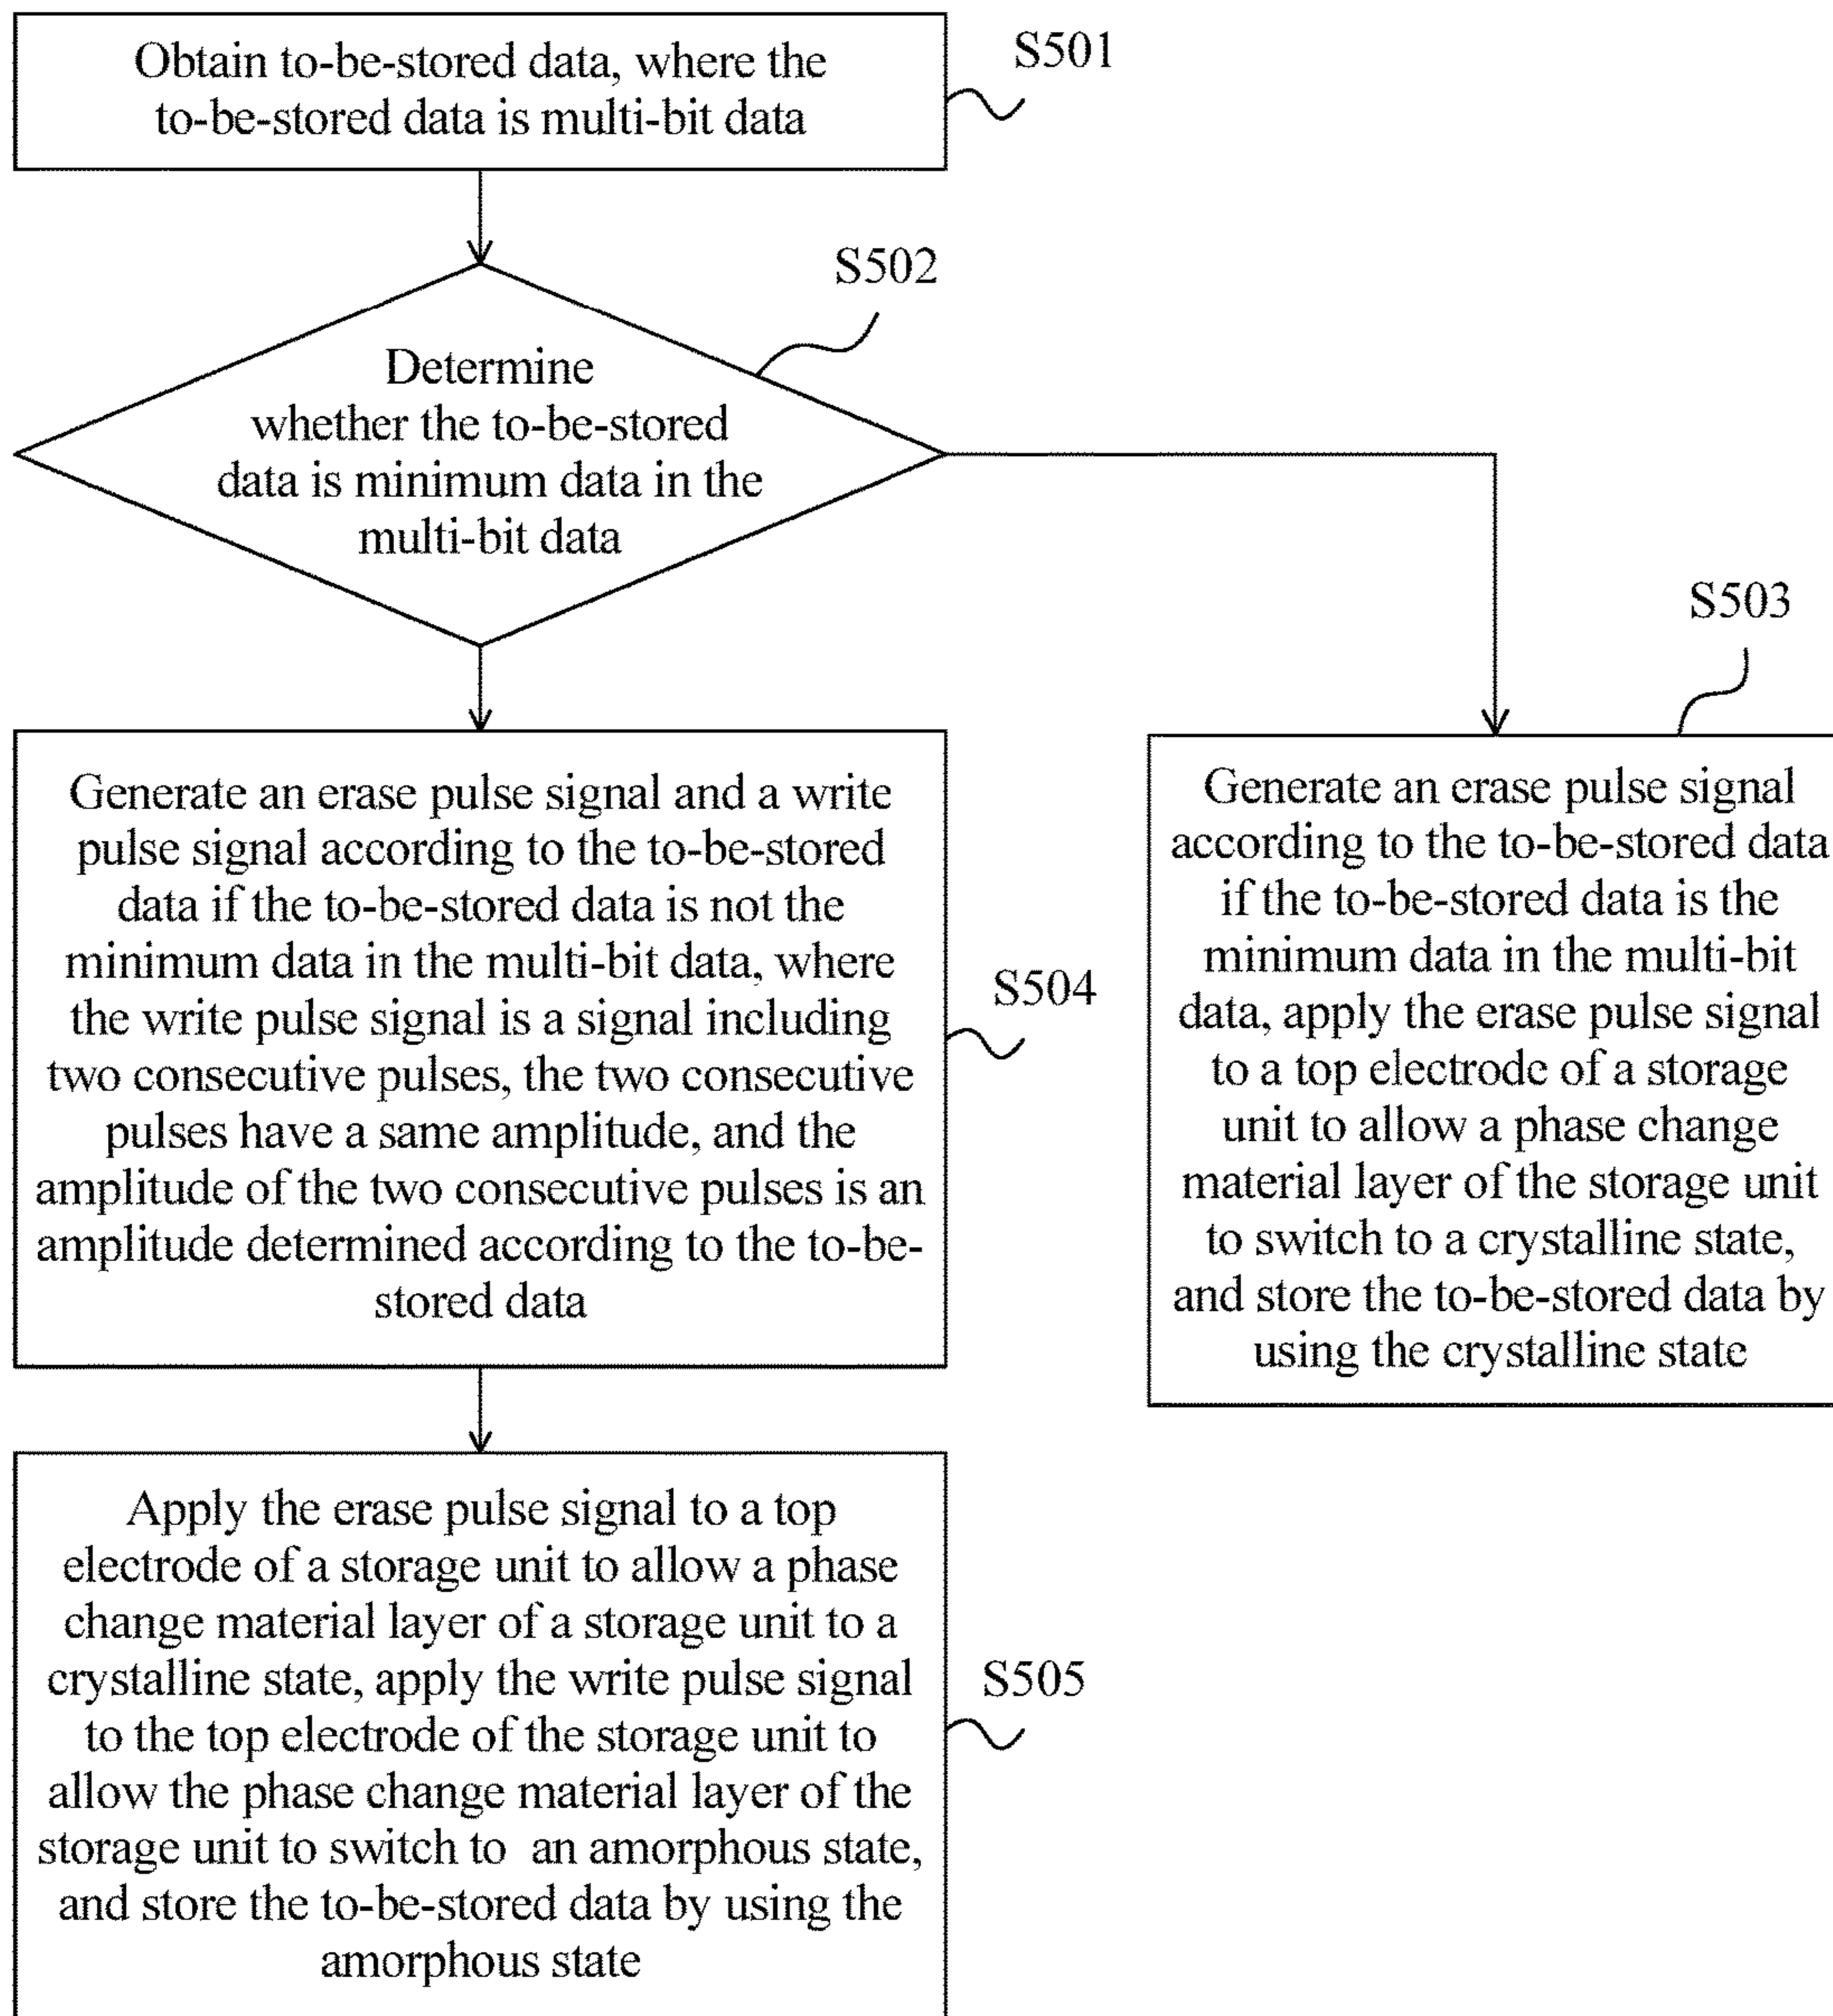 Obtain to-be-stored data, where the
to-be-stored data is multi-bit data
S501
S502
Determine
whether the to-be-stored
data is minimum data in the
multi-bit data
S503
Generate an erase pulse signal
according to the to-be-stored data
if the to-be-stored data is the
minimum data in the multi-bit
data, apply the erase pulse signal
to a top electrode of a storage
unit to allow a phase change
material layer of the storage unit
to switch to a crystalline state,
and store the to-be-stored data by
using the crystalline state
Generate an erase pulse signal and a write
pulse signal according to the to-be-stored
data if the to-be-stored data is not the
minimum data in the multi-bit data, where
the write pulse signal is a signal including
two consecutive pulses, the two consecutive
pulses have a same amplitude, and the
amplitude of the two consecutive pulses is an
amplitude determined according to the to-be-
stored data
S504
Apply the erase pulse signal to a top
electrode of a storage unit to allow a phase
change material layer of a storage unit to a
crystalline state, apply the write pulse signal
to the top electrode of the storage unit to
allow the phase change material layer of the
storage unit to switch to an amorphous state,
and store the to-be-stored data by using the
amorphous state
S505